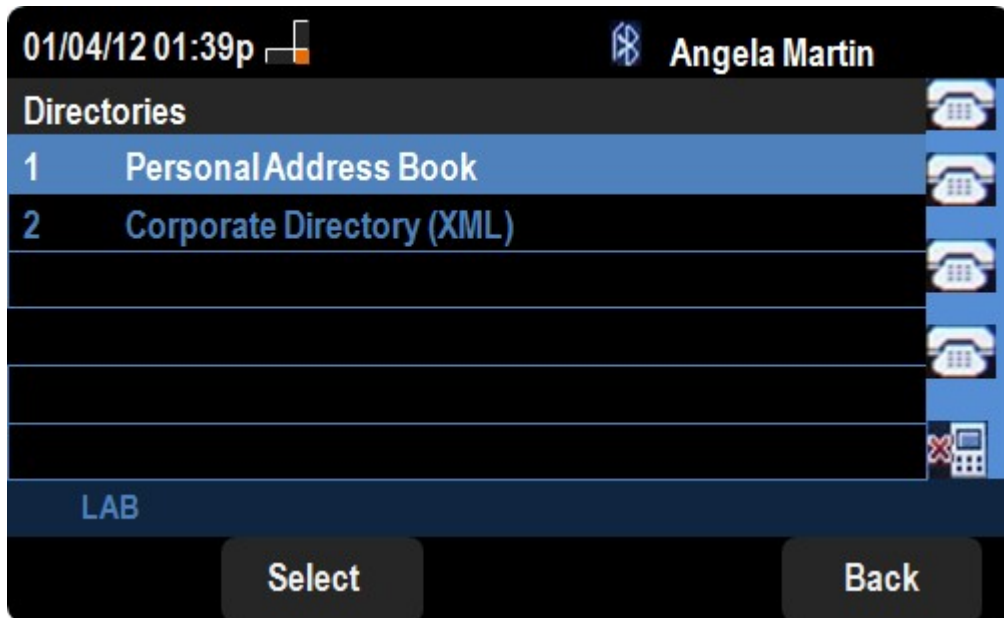 01/04/12 01:39p Angela Martin
Directories
1 Personal Address Book
2 Corporate Directory (XML)
LAB
Select Back